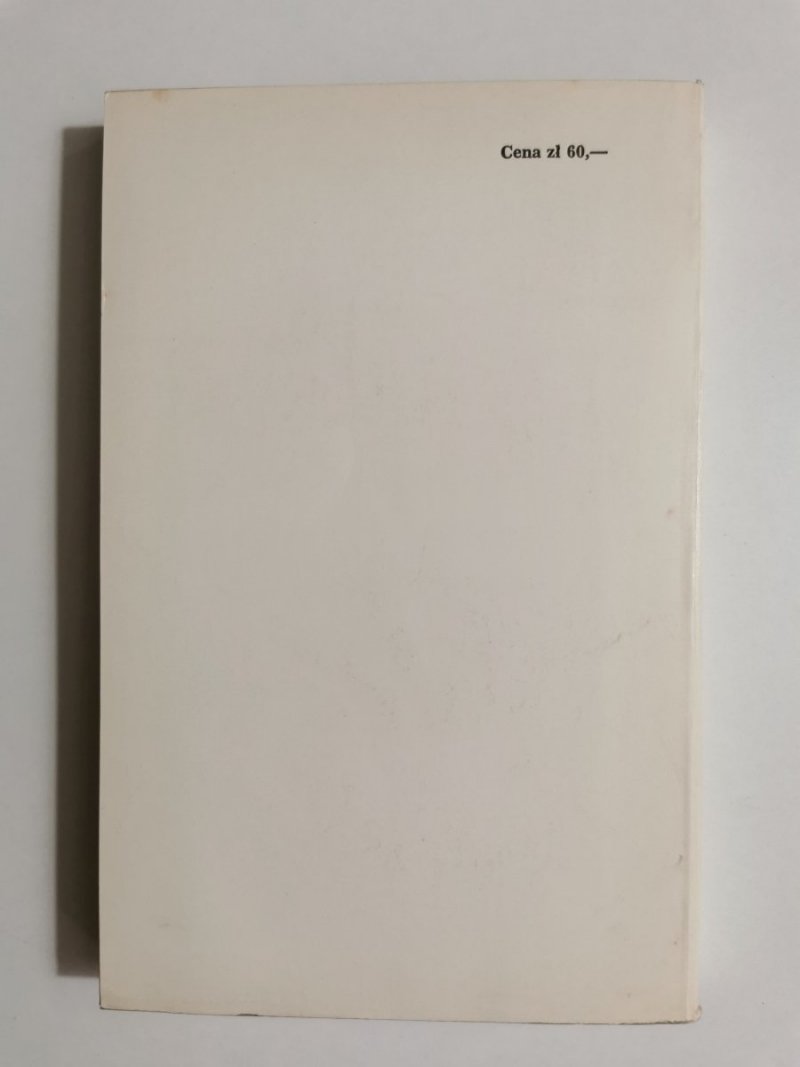 Cena zł 60,—